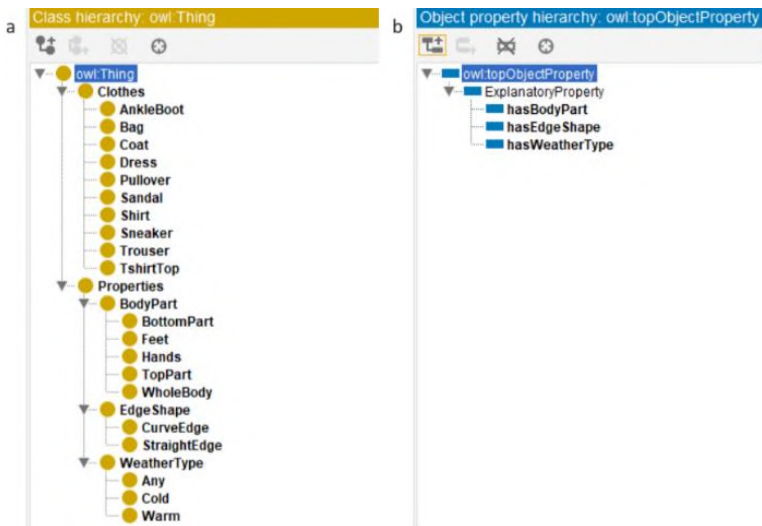 a
Class hierarchy: owl:Thing
owl:Thing
Clothes
AnkleBoot
Bag
Coat
Dress
Pullover
Sandal
Shirt
Sneaker
Trouser
TshirtTop
Properties
BodyPart
BottomPart
Feet
Hands
TopPart
WholeBody
EdgeShape
CurveEdge
StraightEdge
WeatherType
Any
Cold
Warm
b
Object property hierarchy: owl:topObjectProperty
owl:topObjectProperty
ExplanatoryProperty
hasBodyPart
hasEdgeShape
hasWeatherType